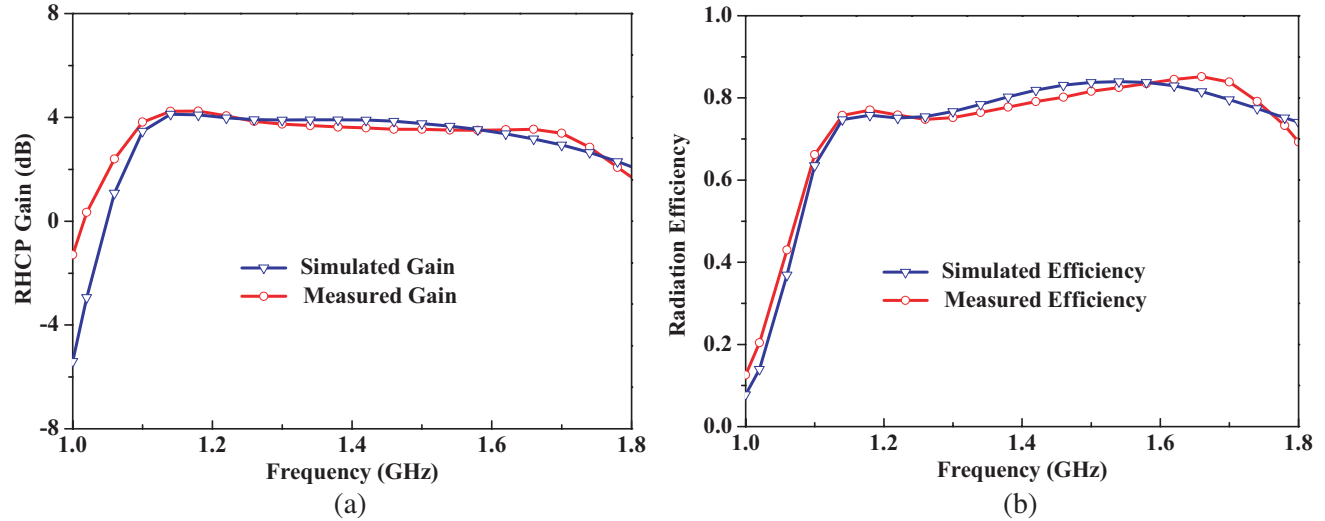 8
4
0
-4
-8
RHCP Gain (dB)
Simulated Gain
Measured Gain
1.0 1.2 1.4 1.6 1.8
Frequency (GHz)
(a)
1.0
0.8
0.6
0.4
0.2
0.0
Radiation Efficiency
Simulated Efficiency
Measured Efficiency
1.0 1.2 1.4 1.6 1.8
Frequency (GHz)
(b)